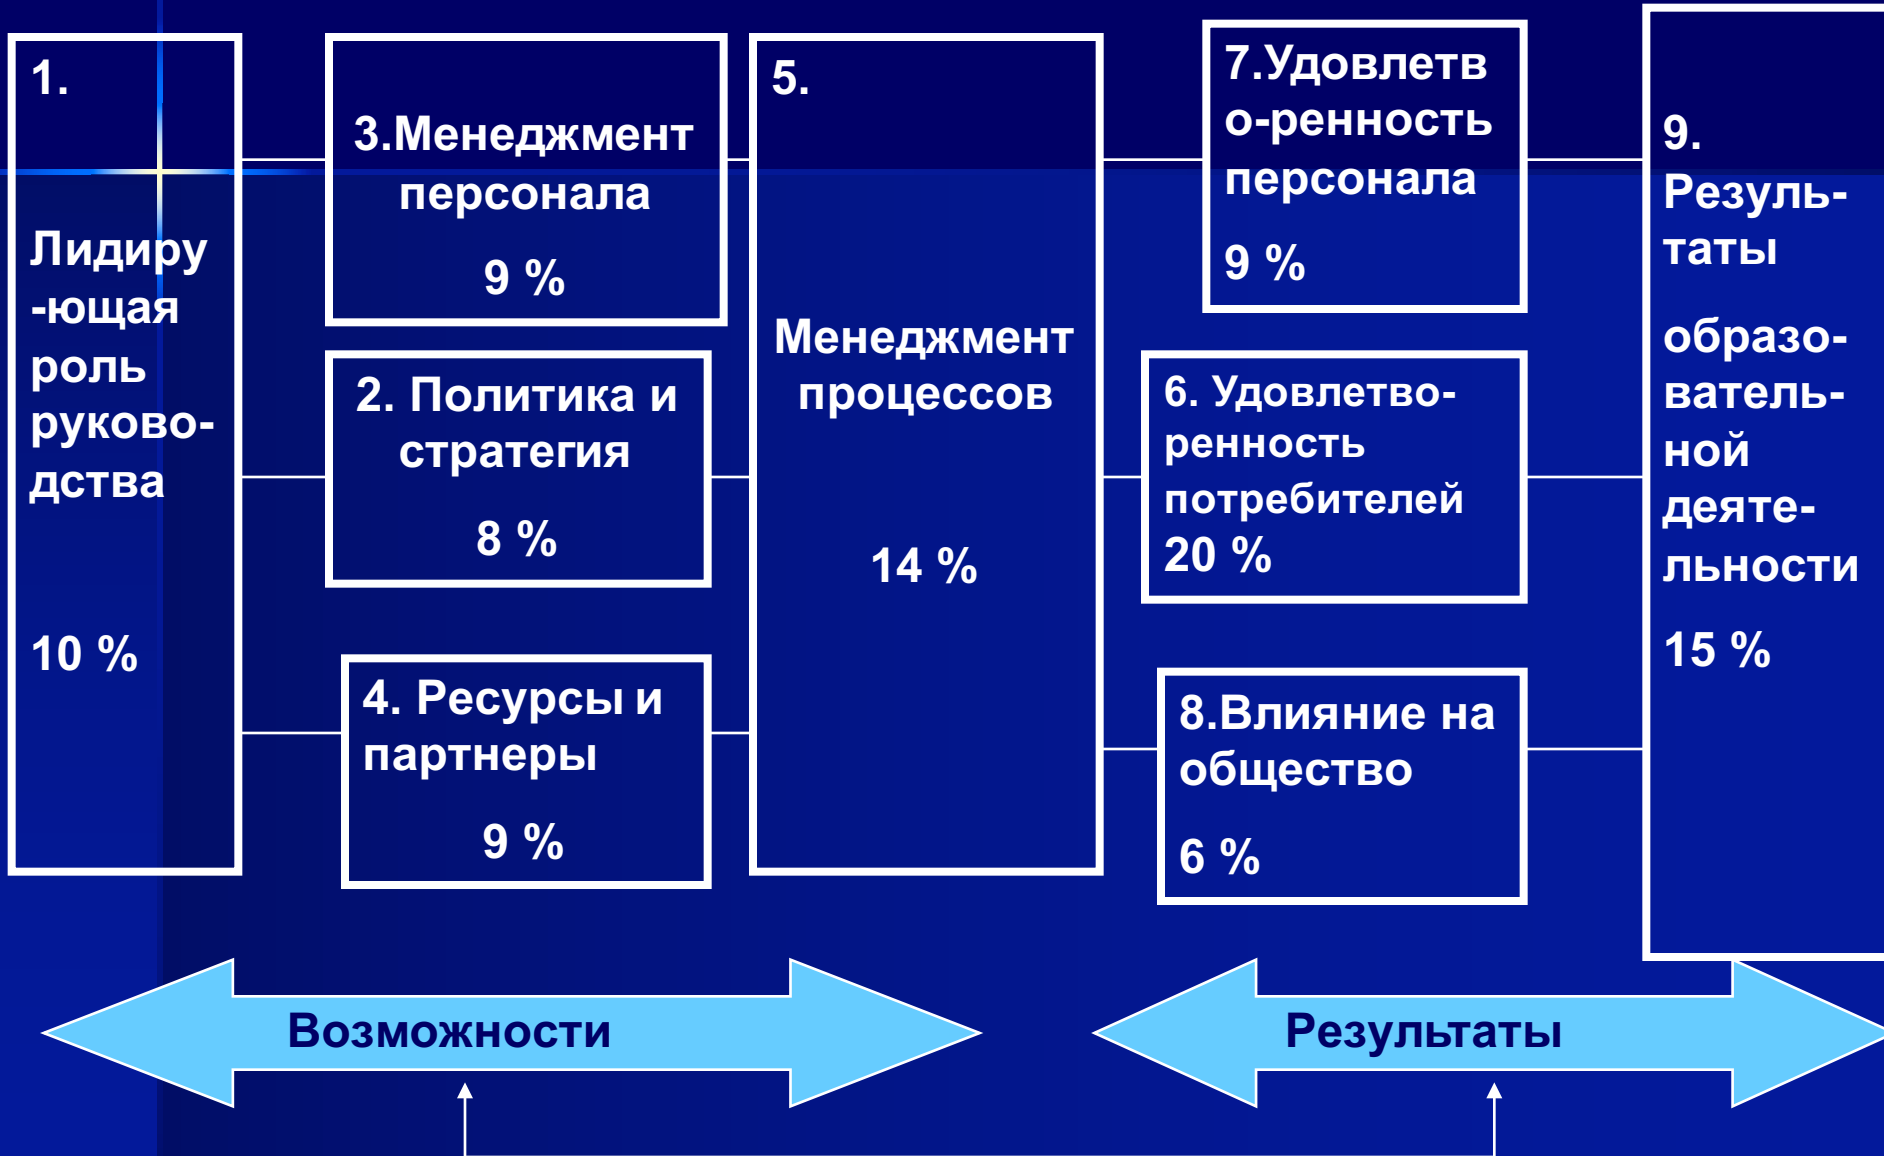 1.
Лидиру
-ющая
роль
руково-
дства
10 %
3.Менеджмент
персонала
9 %
2. Политика и
стратегия
8 %
4. Ресурсы и
партнеры
9 %
5.
Менеджмент
процессов
14 %
7.Удовлетв
о-ренность
персонала
9 %
6. Удовлетво-
ренность
потребителей
20 %
8.Влияние на
общество
6 %
9.
Резуль-
таты
образо-
ватель-
ной
деяте-
льности
15 %
Возможности
Результаты